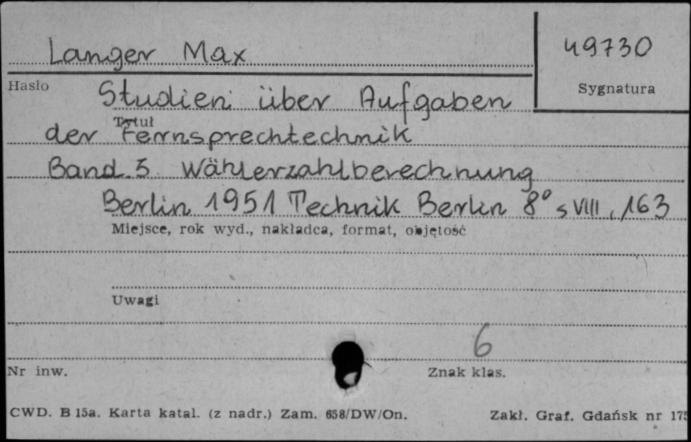 Langer Max
49730
Hasło
Sygnatura
Studien über Aufgaben
Tytuł
der Fernsprechtechnik
Band 3 Wählerzahlberechnung
Berlin 1951 Technik Berlin 8° s VIII, 163
Miejsce, rok wyd., nakładca, format, objętość
Uwagi
6
Nr inw.
Znak klas.
CWD. B 15a. Karta katal. (z nadr.) Zam. 658/DW/On.
Zakł. Graf. Gdańsk nr